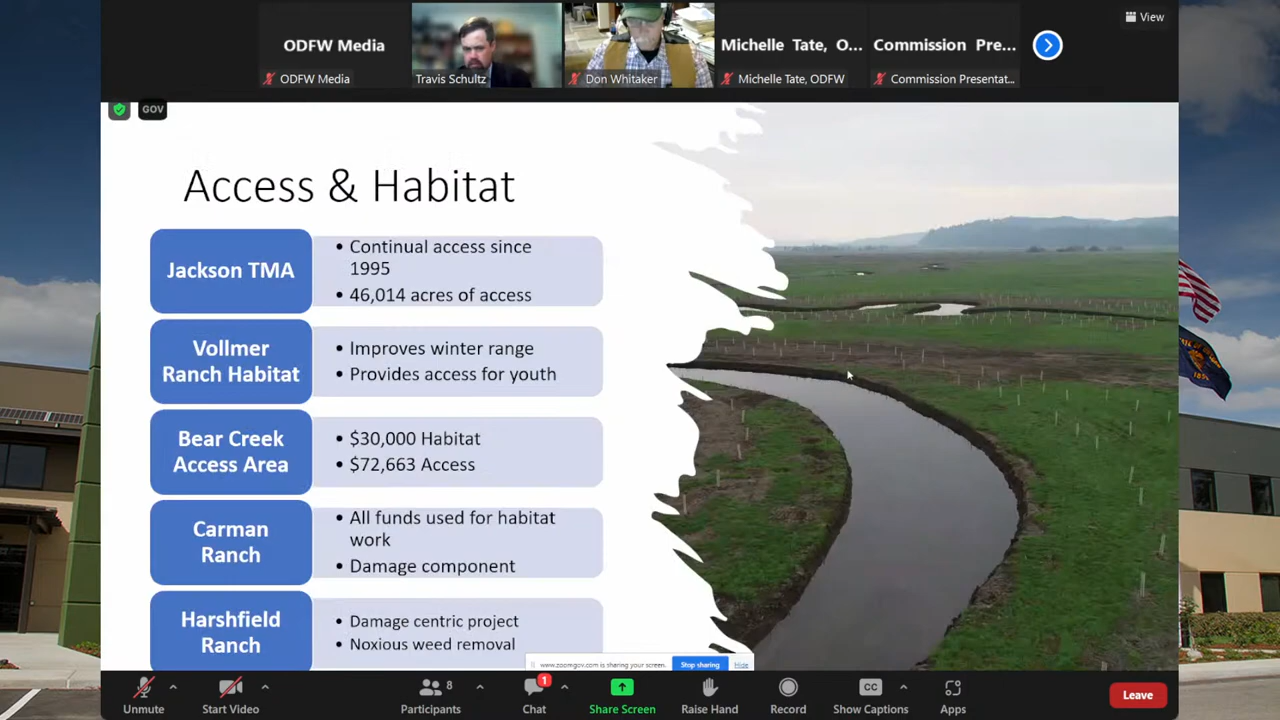 View
ODFW Media
Michelle Tate, O...
Commission Pre...
ODFW Media
Travis Schultz
Don Whitaker
Michelle Tate, ODFW
Commission Presentat...
GOV
Access & Habitat
Jackson TMA
• Continual access since
1995
• 46,014 acres of access
Vollmer
Ranch Habitat
• Improves winter range
• Provides access for youth
Bear Creek
Access Area
• $30,000 Habitat
• $72,663 Access
Carman
Ranch
• All funds used for habitat
work
• Damage component
Harshfield
Ranch
• Damage centric project
• Noxious weed removal
www.zoomgov.com is sharing your screen.
Stop sharing
Hide
Unmute
Start Video
Participants
8
Chat
1
Share Screen
Raise Hand
Record
CC
Show Captions
Apps
Leave